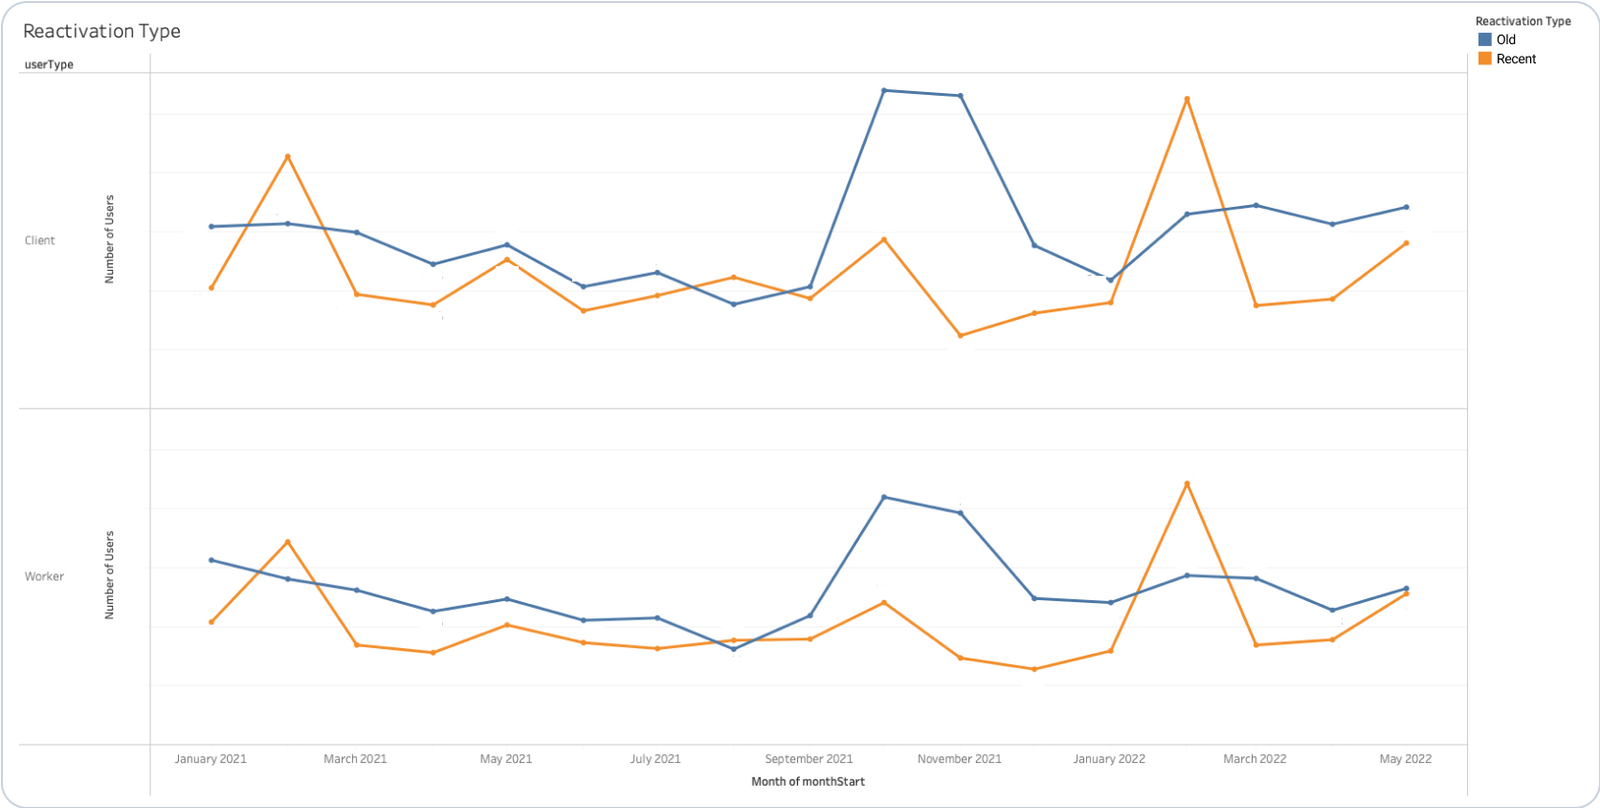 Reactivation Type
Reactivation Type
Old
Recent
userType
Client
Number of Users
Worker
Number of Users
January 2021
March 2021
May 2021
July 2021
September 2021
November 2021
January 2022
March 2022
May 2022
Month of monthStart